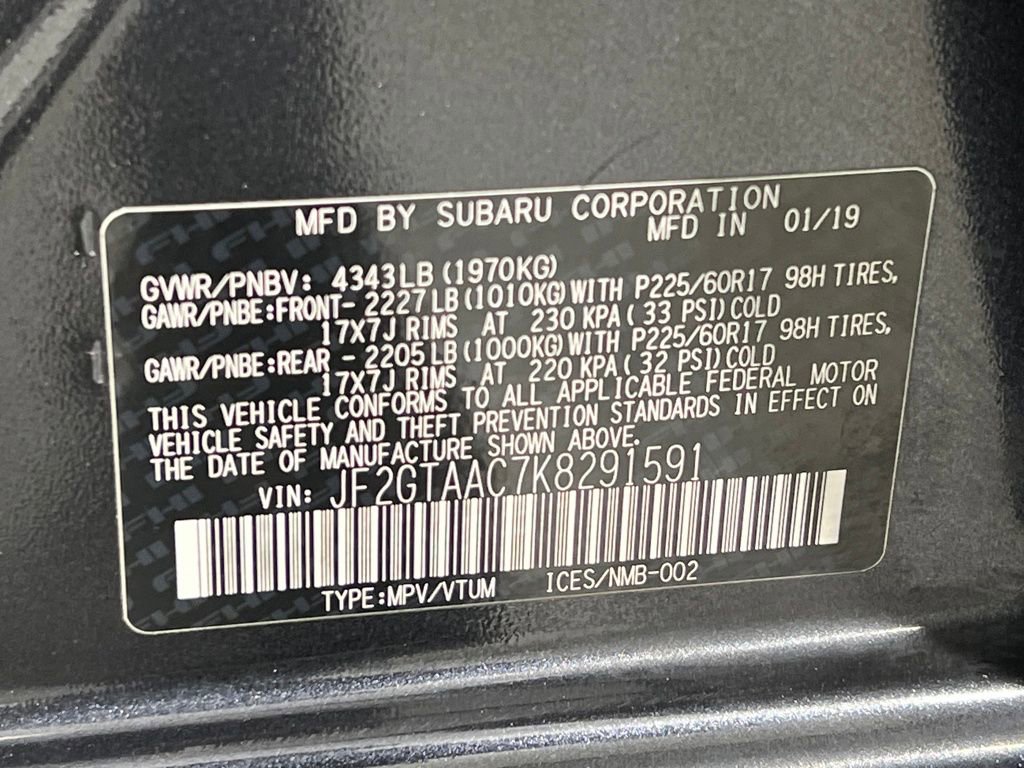 MFD BY SUBARU CORPORATION
MFD IN 01/19
GVWR/PNBV: 4343LB (1970KG)
GAWR/PNBE:FRONT- 2227LB (1010KG) WITH P225/60R17 98H TIRES,
17X7J RIMS AT 230 KPA ( 33 PSI) COLD
GAWR/PNBE:REAR - 2205LB (1000KG) WITH P225/60R17 98H TIRES,
17X7J RIMS AT 220 KPA ( 32 PSI) COLD
THIS VEHICLE CONFORMS TO ALL APPLICABLE FEDERAL MOTOR
VEHICLE SAFETY AND THEFT PREVENTION STANDARDS IN EFFECT ON
THE DATE OF MANUFACTURE SHOWN ABOVE.
VIN: JF2GTAAC7K8291591
TYPE:MPV/VTUM ICES/NMB-002